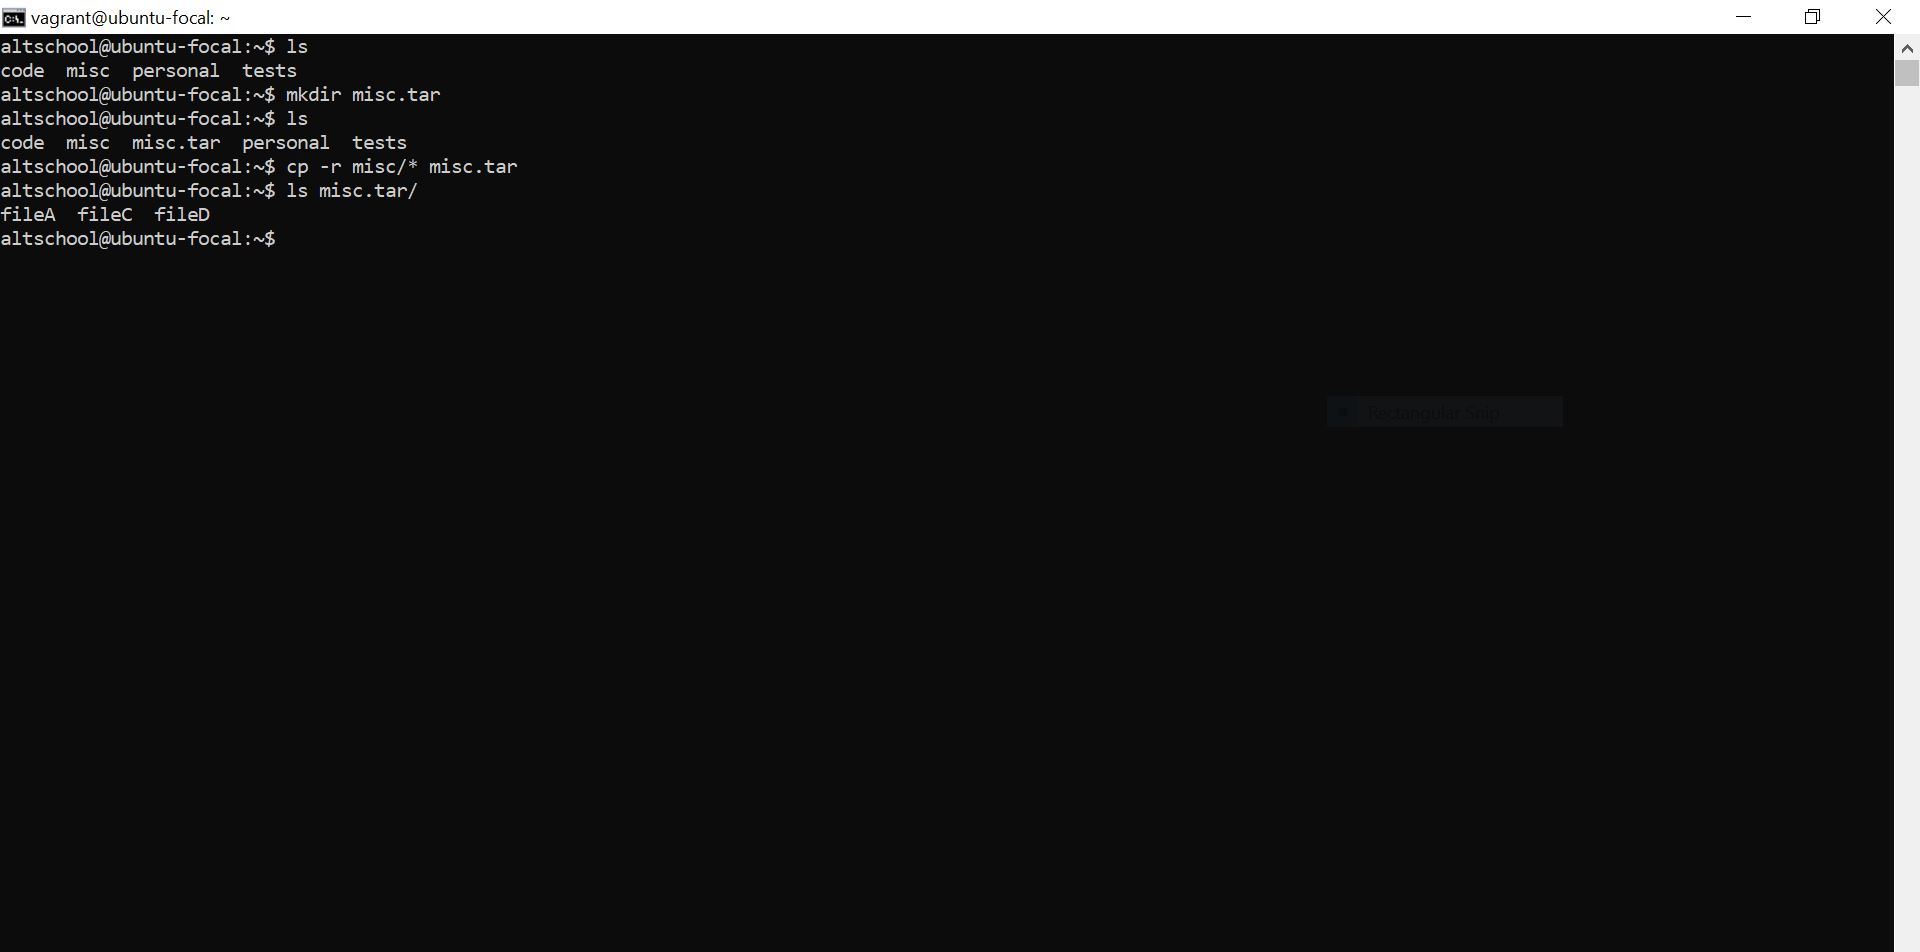 vagrant@ubuntu-focal: ~
altschool@ubuntu-focal:~$ ls
code  misc  personal  tests
altschool@ubuntu-focal:~$ mkdir misc.tar
altschool@ubuntu-focal:~$ ls
code  misc  misc.tar  personal  tests
altschool@ubuntu-focal:~$ cp -r misc/* misc.tar
altschool@ubuntu-focal:~$ ls misc.tar/
fileA  fileC  fileD
altschool@ubuntu-focal:~$
Rectangular Snip